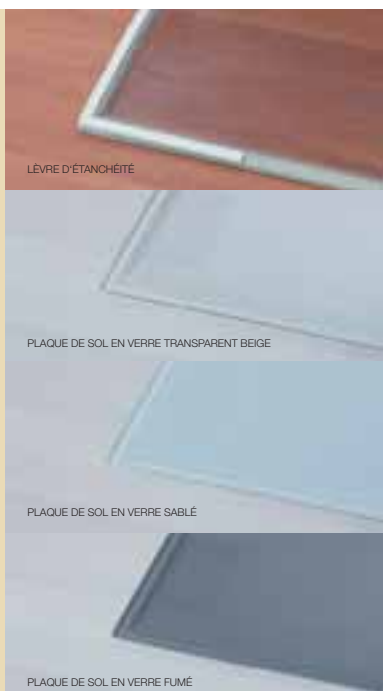 LÈVRE D'ÉTANCHÉITÉ
PLAQUE DE SOL EN VERRE TRANSPARENT BEIGE
PLAQUE DE SOL EN VERRE SABLÉ
PLAQUE DE SOL EN VERRE FUMÉ